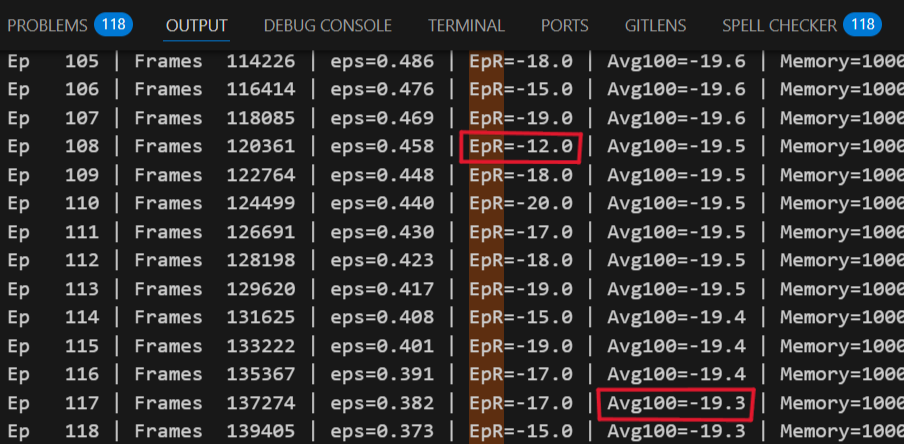 PROBLEMS 118 OUTPUT DEBUG CONSOLE TERMINAL PORTS GITLENS SPELL CHECKER 118
Ep 105 | Frames 114226 | eps=0.486 | EpR=-18.0 | Avg100=-19.6 | Memory=1000
Ep 106 | Frames 116414 | eps=0.476 | EpR=-15.0 | Avg100=-19.6 | Memory=1000
Ep 107 | Frames 118085 | eps=0.469 | EpR=-19.0 | Avg100=-19.6 | Memory=1000
Ep 108 | Frames 120361 | eps=0.458 | EpR=-12.0 | Avg100=-19.5 | Memory=1000
Ep 109 | Frames 122764 | eps=0.448 | EpR=-18.0 | Avg100=-19.5 | Memory=1000
Ep 110 | Frames 124499 | eps=0.440 | EpR=-20.0 | Avg100=-19.5 | Memory=1000
Ep 111 | Frames 126691 | eps=0.430 | EpR=-17.0 | Avg100=-19.5 | Memory=1000
Ep 112 | Frames 128198 | eps=0.423 | EpR=-18.0 | Avg100=-19.5 | Memory=1000
Ep 113 | Frames 129620 | eps=0.417 | EpR=-19.0 | Avg100=-19.5 | Memory=1000
Ep 114 | Frames 131625 | eps=0.408 | EpR=-15.0 | Avg100=-19.4 | Memory=1000
Ep 115 | Frames 133222 | eps=0.401 | EpR=-19.0 | Avg100=-19.4 | Memory=1000
Ep 116 | Frames 135367 | eps=0.391 | EpR=-17.0 | Avg100=-19.4 | Memory=1000
Ep 117 | Frames 137274 | eps=0.382 | EpR=-17.0 | Avg100=-19.3 | Memory=1000
Ep 118 | Frames 139405 | eps=0.373 | EpR=-15.0 | Avg100=-19.3 | Memory=1000